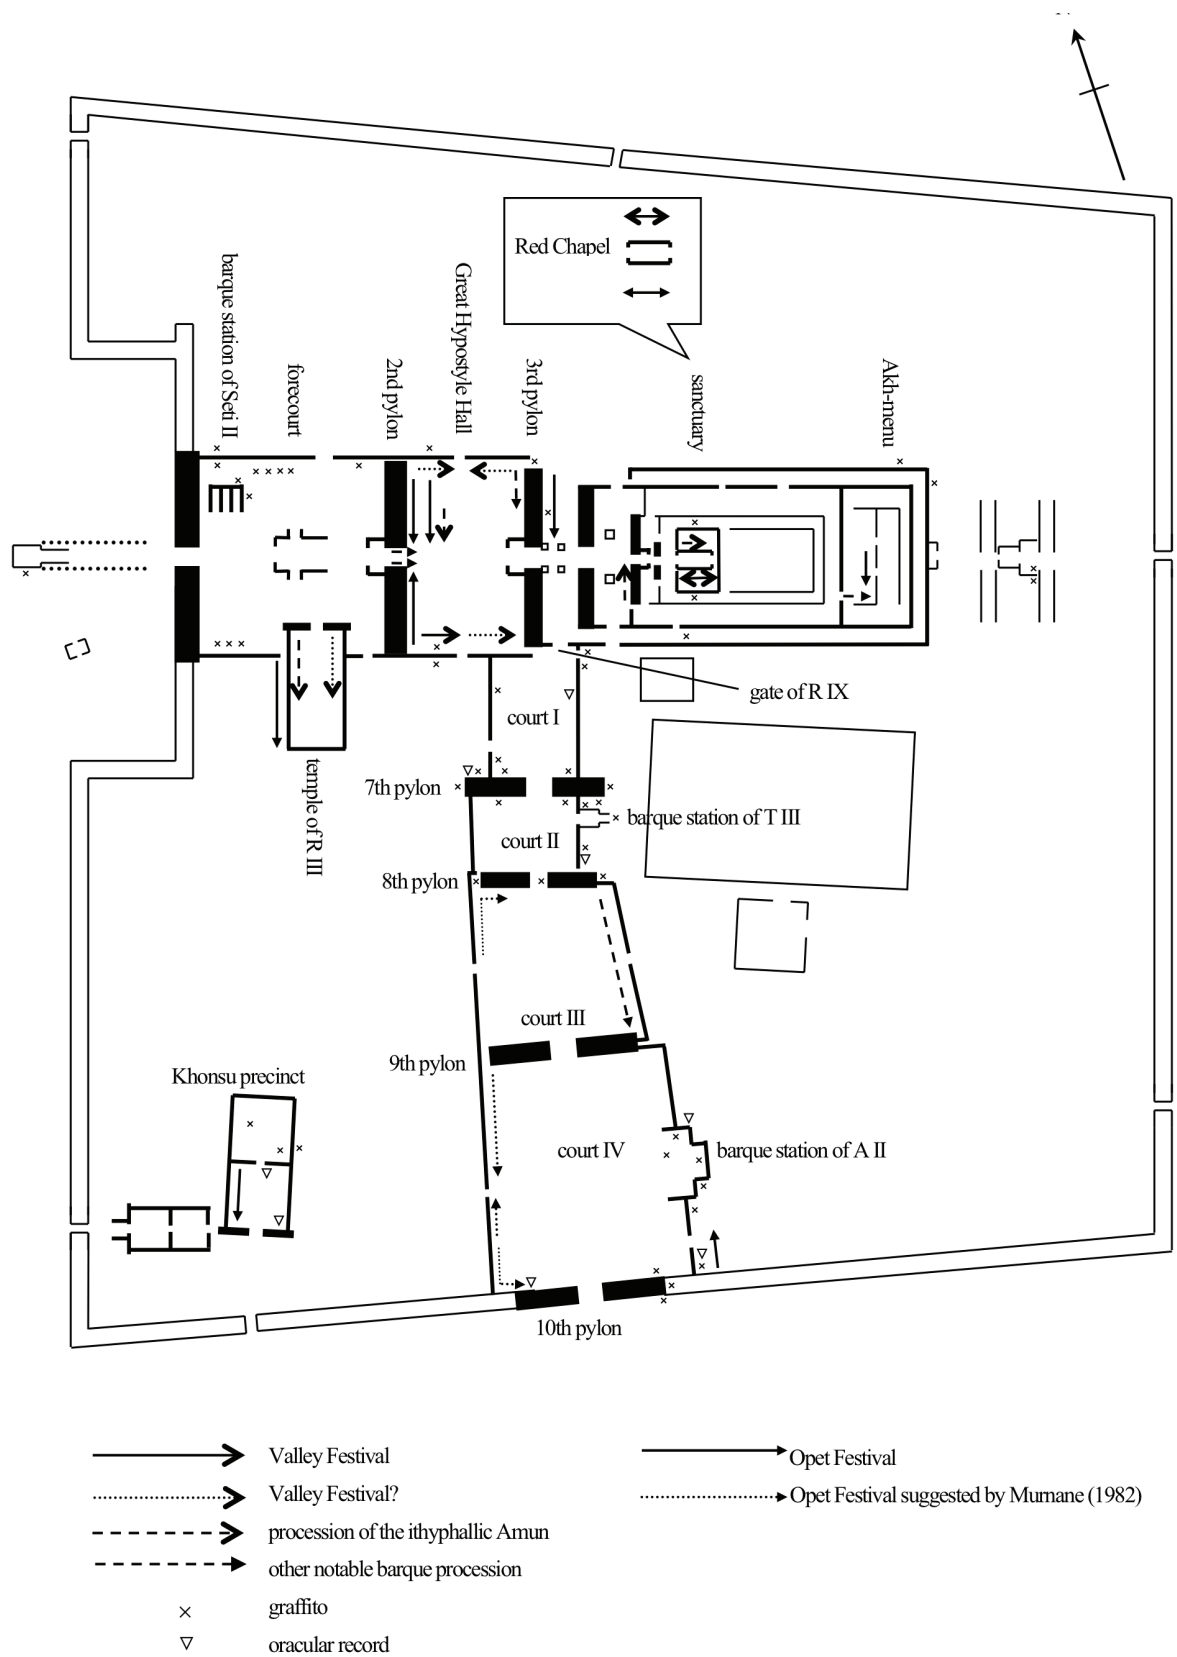 Red Chapel
barque station of Seti II
forecourt
2nd pylon
Great Hypostyle Hall
3rd pylon
sanctuary
Akh-menu
gate of R IX
court I
7th pylon
barque station of T III
court II
temple of R III
8th pylon
court III
9th pylon
Khonsu precinct
court IV
barque station of A II
10th pylon
Valley Festival
Opet Festival
Valley Festival?
Opet Festival suggested by Murnane (1982)
procession of the ithyphallic Amun
other notable barque procession
graffito
oracular record